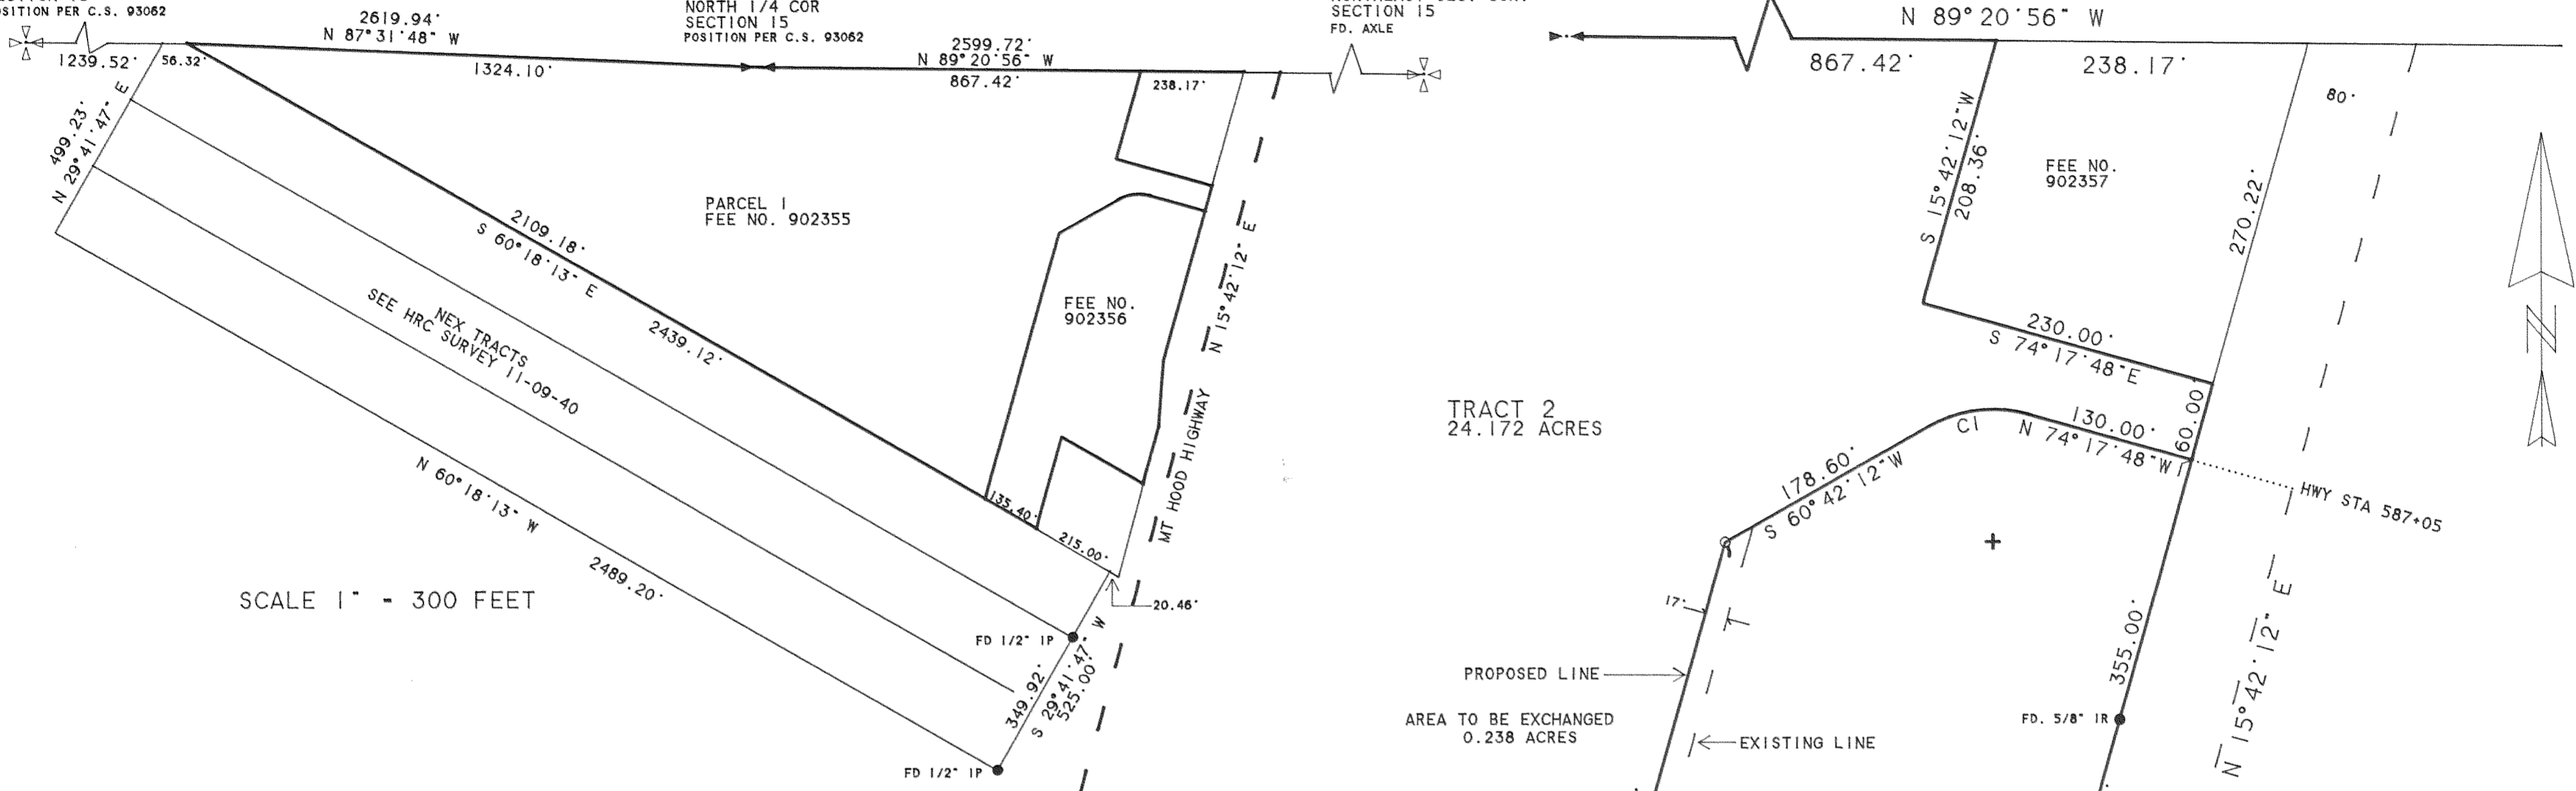 POSITION PER C.S. 93062
2619.94'
N 87°31'48" W
1239.52'
56.32'
1324.10'
NORTH 1/4 COR
SECTION 15
POSITION PER C.S. 93062
2599.72'
N 89°20'56" W
867.42'
238.17'
SECTION 15
FD. AXLE
499.23'
N 29°41'47" E
PARCEL 1
FEE NO. 902355
2109.18'
S 60°18'13" E
2439.12'
NEX TRACTS
SEE HRC SURVEY 11-09-40
FEE NO.
902356
N 15°42'12" E
MT HOOD HIGHWAY
135.40'
215.00'
20.46'
N 60°18'13" W
2489.20'
SCALE 1" - 300 FEET
FD 1/2" IP
349.92'
S 29°41'47" W
525.00'
FD 1/2" IP
N 89°20'56" W
867.42'
238.17'
80'
S 15°42'12"W
208.36'
FEE NO.
902357
270.22'
230.00'
S 74°17'48"E
60.00'
TRACT 2
24.172 ACRES
C1
130.00'
N 74°17'48"W
178.60'
S 60°42'12"W
HWY STA 587+05
17'
PROPOSED LINE
AREA TO BE EXCHANGED
0.238 ACRES
EXISTING LINE
FD. 5/8" IR
355.00'
N 15°42'12" E
N